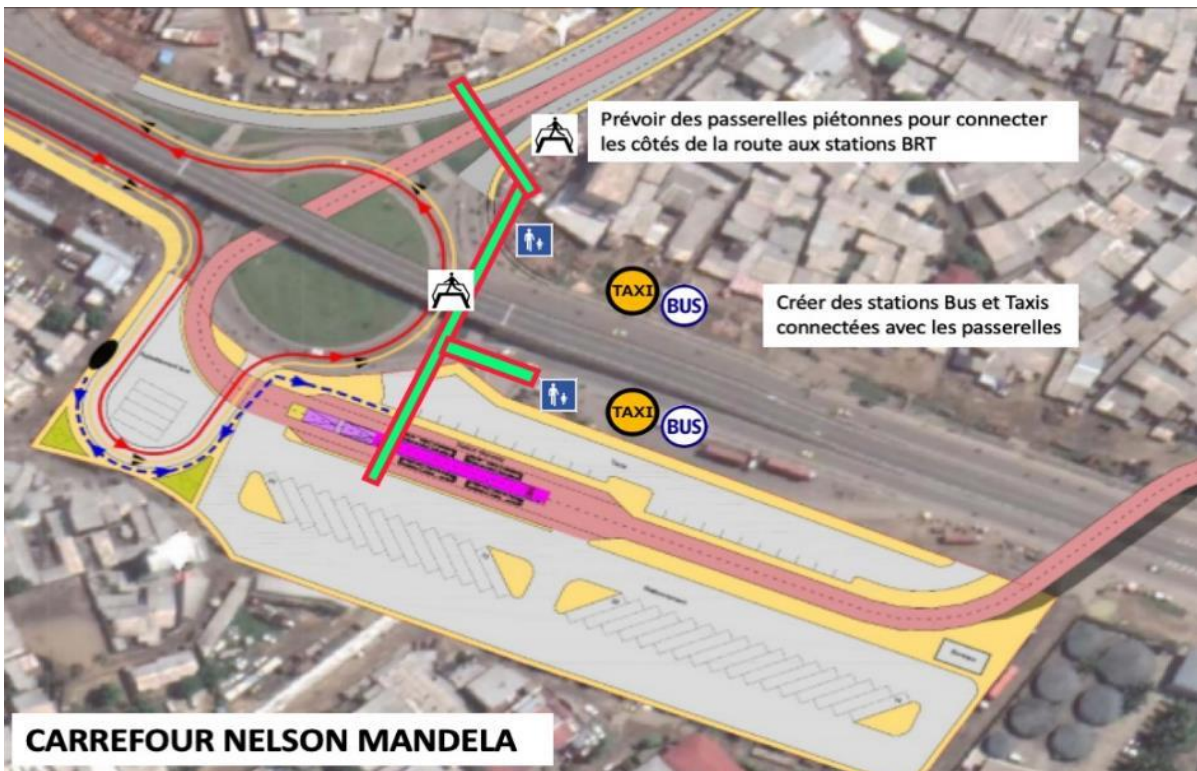 Prévoir des passerelles piétonnes pour connecter
les côtés de la route aux stations BRT
TAXI
BUS
Créer des stations Bus et Taxis
connectées avec les passerelles
TAXI
BUS
CARREFOUR NELSON MANDELA